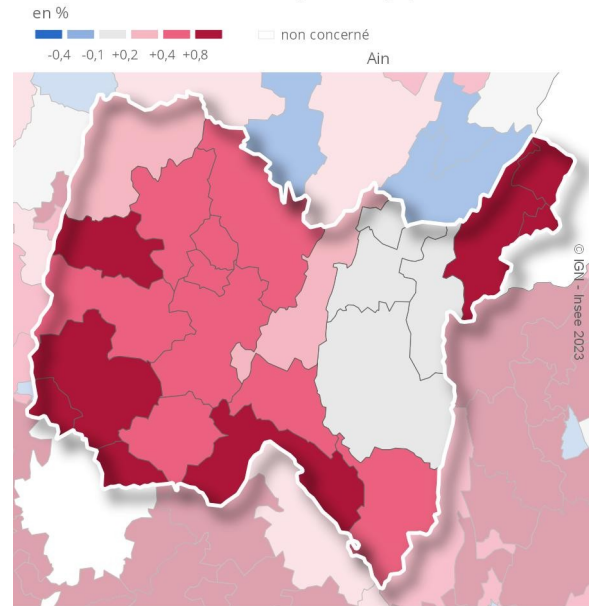 en %
-0,4 -0,1 +0,2 +0,4 +0,8
non concerné
Ain
© IGN - Insee 2023